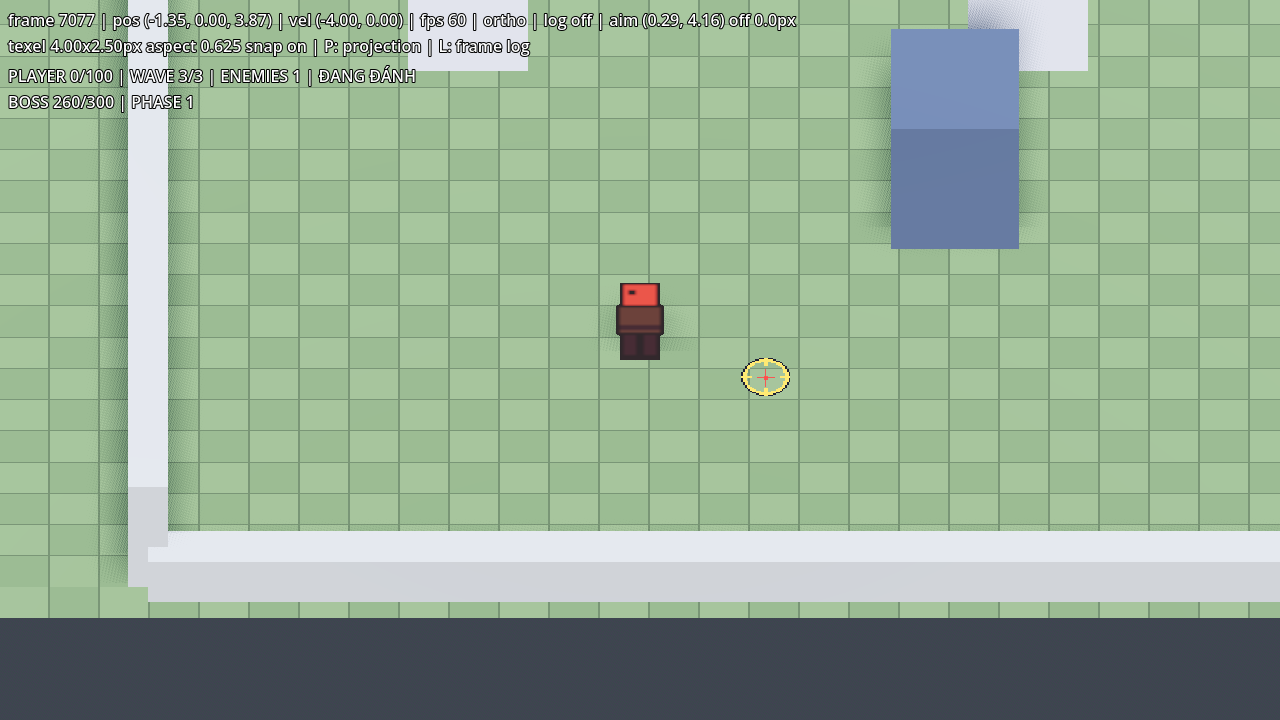 frame 7077 | pos (-1.35, 0.00, 3.87) | vel (-4.00, 0.00) | fps 60 | ortho | log off | aim (0.29, 4.16) off 0.0px
texel 4.00x2.50px aspect 0.625 snap on | P: projection | L: frame log
PLAYER 0/100 | WAVE 3/3 | ENEMIES 1 | ĐANG ĐÁNH
BOSS 260/300 | PHASE 1